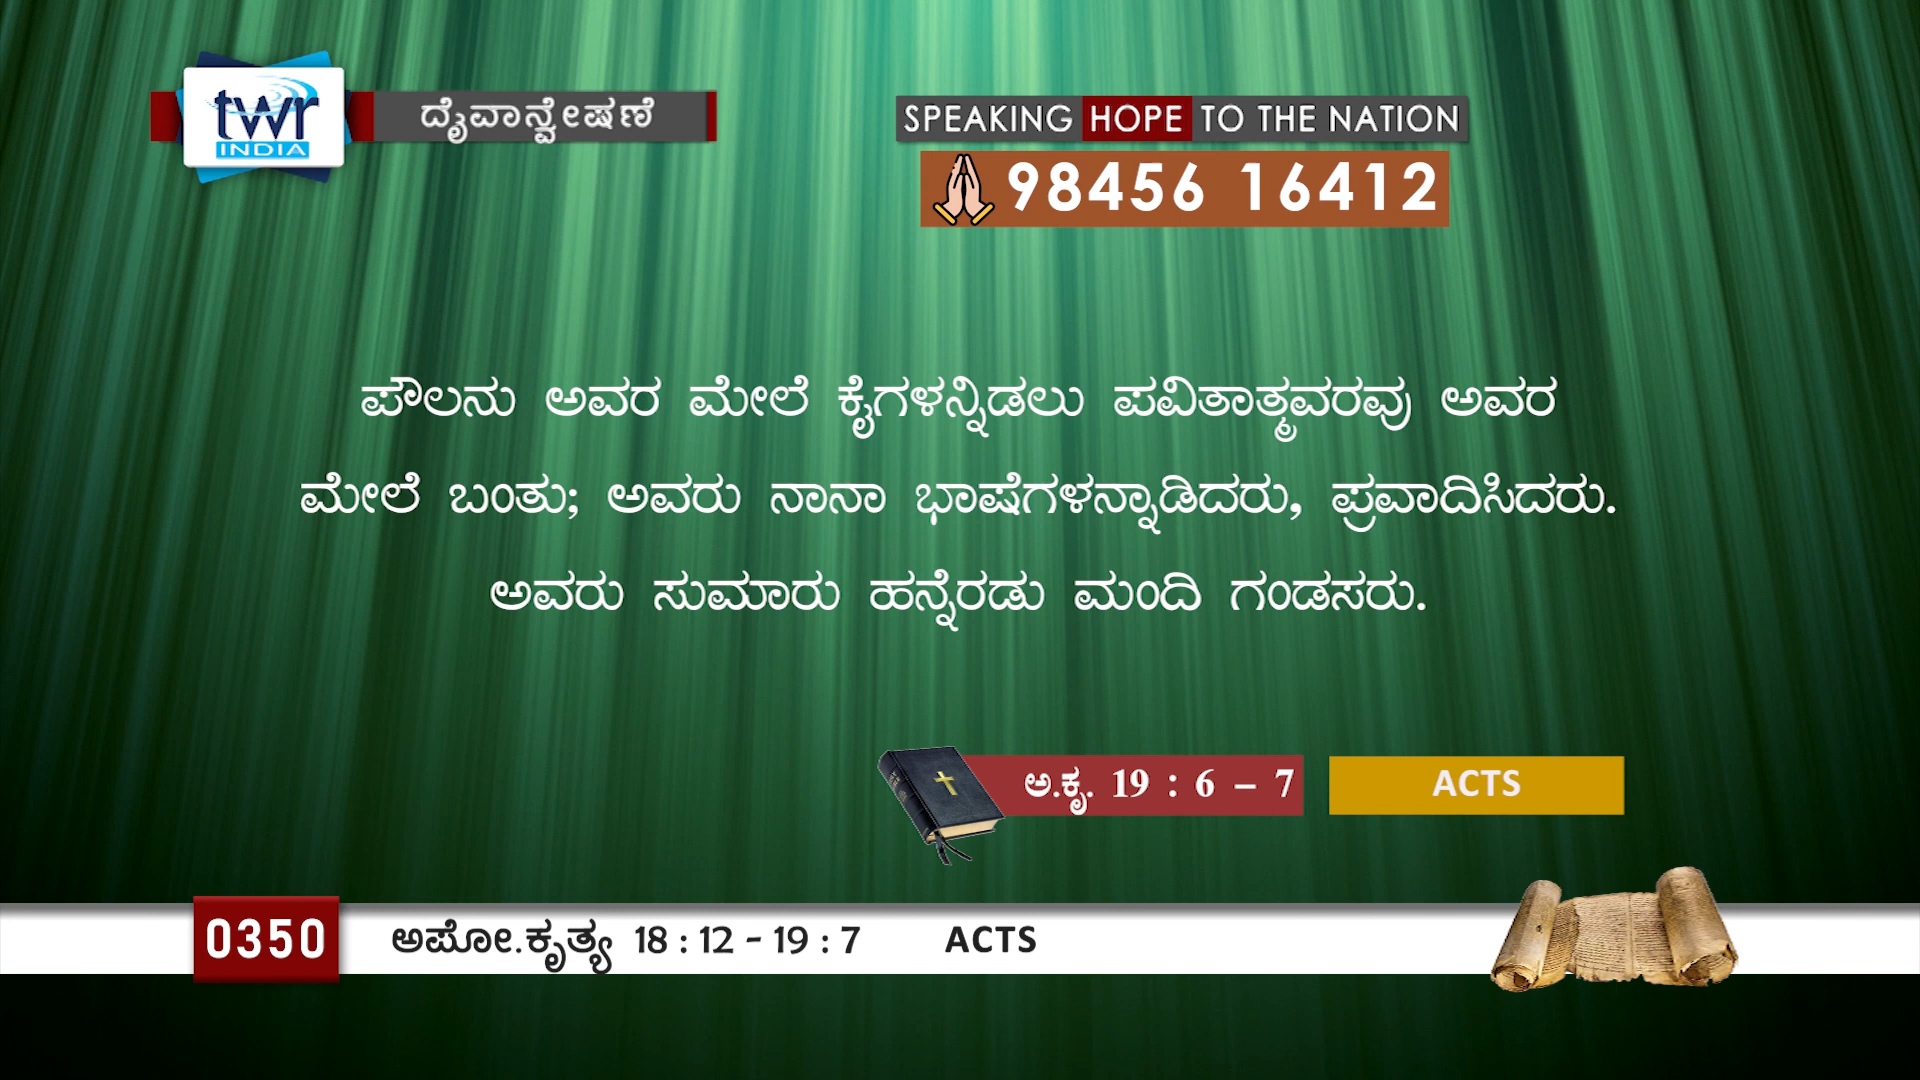 twr
INDIA
ದೈವಾನ್ವೇಷಣೆ
SPEAKING HOPE TO THE NATION
98456 16412
ಪೌಲನು ಅವರ ಮೇಲೆ ಕೈಗಳನ್ನಿಡಲು ಪವಿತಾತ್ಮವರವು ಅವರ
ಮೇಲೆ ಬಂತು; ಅವರು ನಾನಾ ಭಾಷೆಗಳನ್ನಾಡಿದರು, ಪ್ರವಾದಿಸಿದರು.
ಅವರು ಸುಮಾರು ಹನ್ನೆರಡು ಮಂದಿ ಗಂಡಸರು.
ಅ.ಕೃ. 19 : 6 – 7
ACTS
0350
ಅಪೋ.ಕೃತ್ಯ 18 : 12 - 19 : 7
ACTS